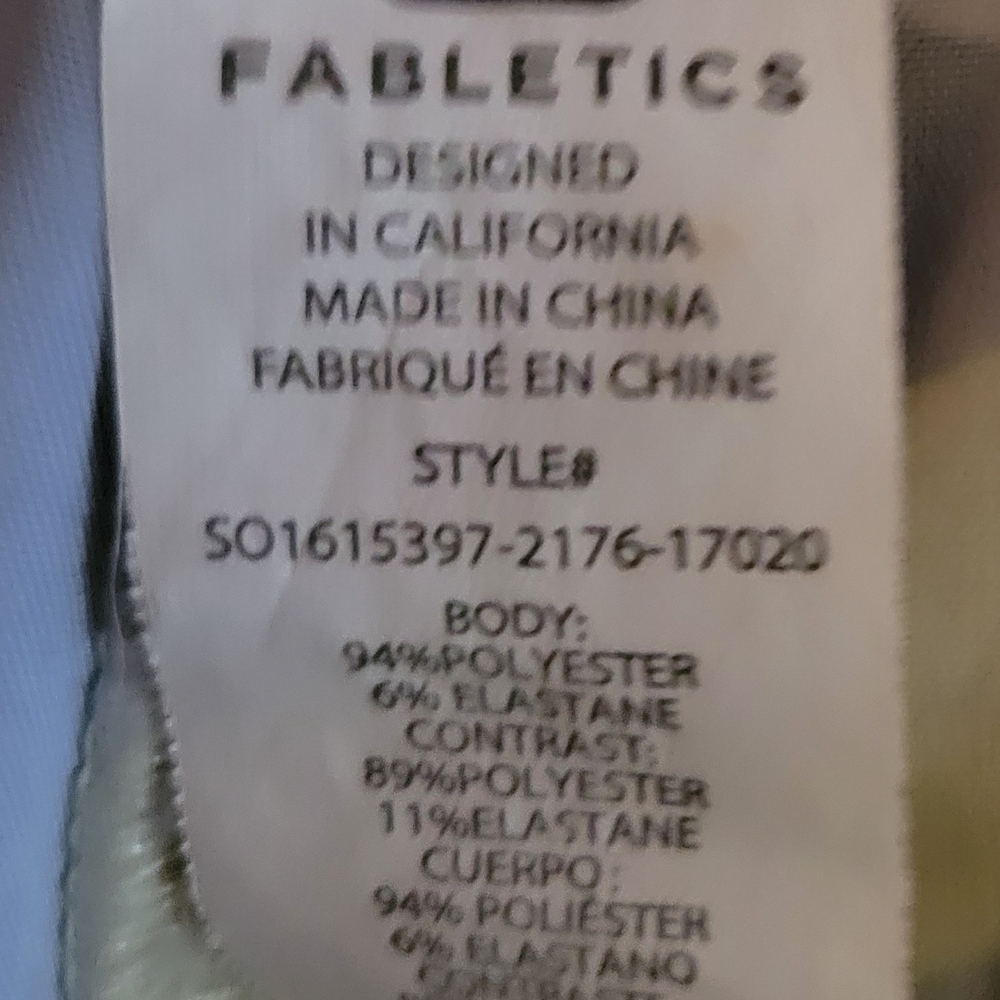 FABLETICS
DESIGNED
IN CALIFORNIA
MADE IN CHINA
FABRIQUÉ EN CHINE
STYLE#
SO1615397-2176-17020
BODY:
94%POLYESTER
6% ELASTANE
CONTRAST:
89%POLYESTER
11%ELASTANE
CUERPO:
94% POLIÉSTER
6% ELASTANO